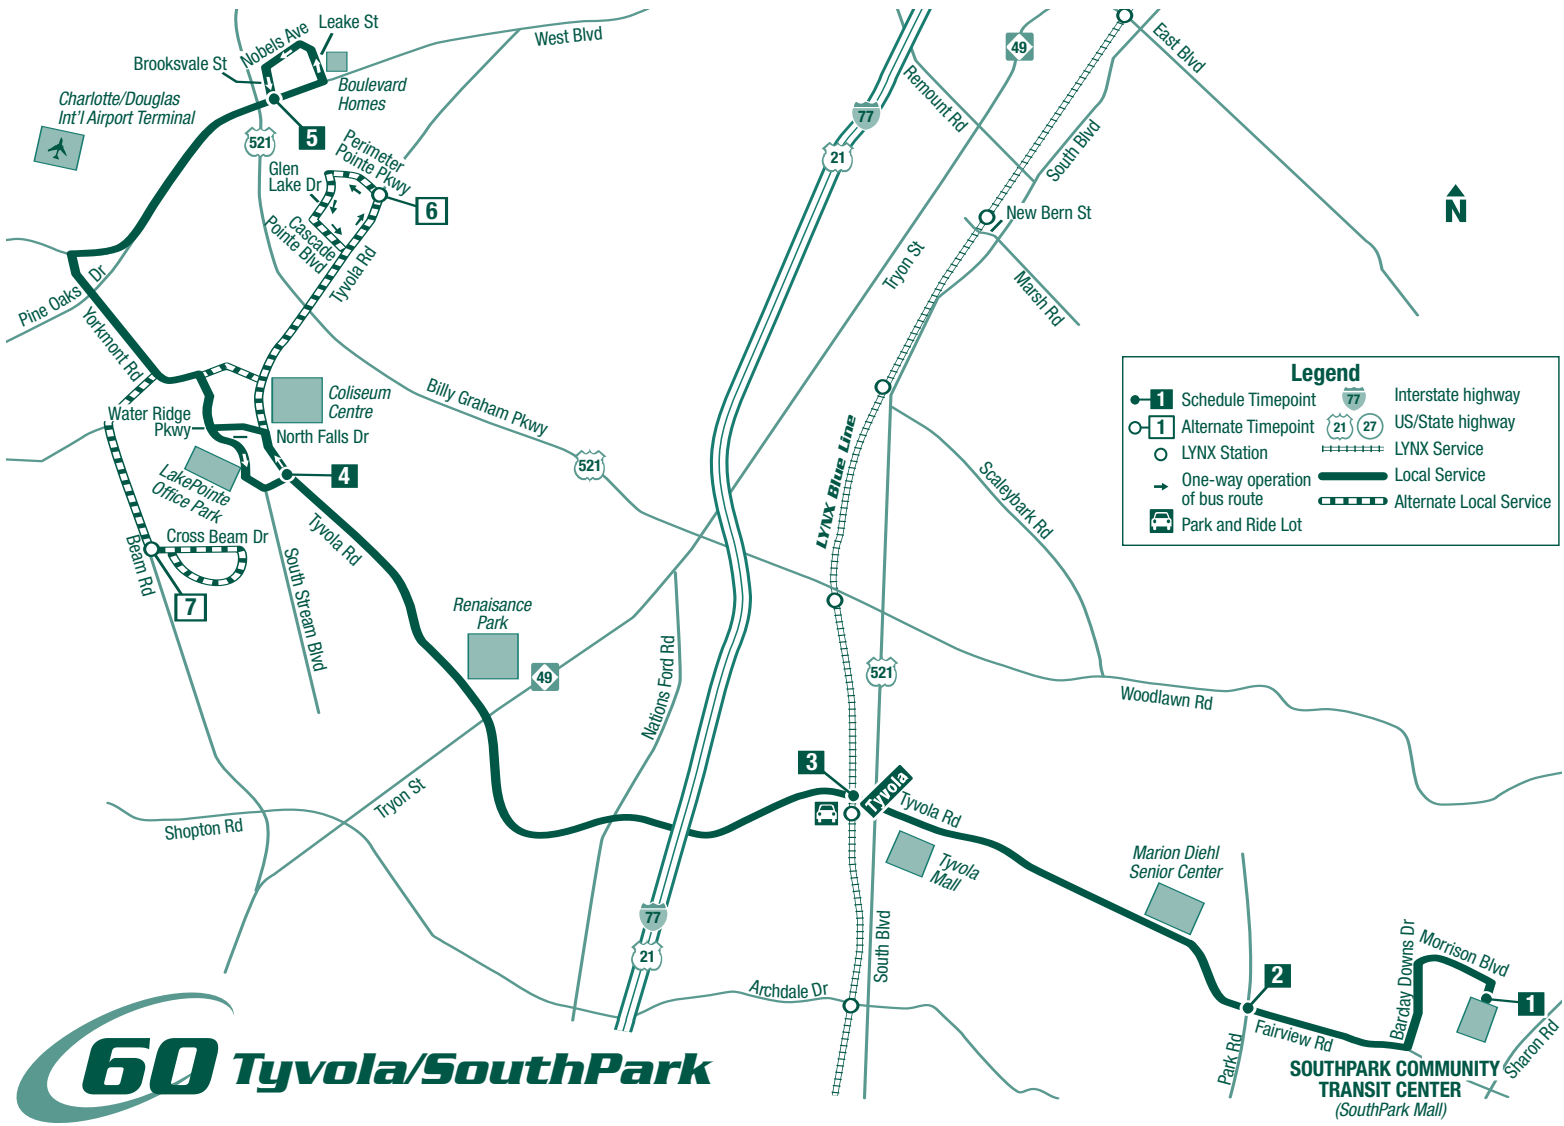 Leake St
Nobels Ave
West Blvd
Brooksvale St
Boulevard
Homes
Charlotte/Douglas
Int'l Airport Terminal
5
521
Perimeter
Pointe Pkwy
Glen
Lake Dr
6
Cascade
Pointe Blvd
Tyvola Rd
Pine Oaks Dr
Yorkmont Rd
Water Ridge
Pkwy
Coliseum
Centre
North Falls Dr
LakePointe
Office Park
4
Tyvola Rd
Cross Beam Dr
Beam Rd
7
South Stream Blvd
Billy Graham Pkwy
521
Renaisance
Park
49
Nations Ford Rd
Tryon St
Shopton Rd
77
21
49
Remount Rd
East Blvd
South Blvd
New Bern St
Marsh Rd
Tryon St
N
LYNX Blue Line
Scaleybark Rd
521
Woodlawn Rd
Legend
1 Schedule Timepoint
1 Alternate Timepoint
LYNX Station
One-way operation
of bus route
Park and Ride Lot
77 Interstate highway
21 27 US/State highway
LYNX Service
Local Service
Alternate Local Service
3
Tyvola
Tyvola Rd
Tyvola
Mall
Marion Diehl
Senior Center
77
21
South Blvd
Archdale Dr
2
Park Rd
Fairview Rd
Barclay Downs Dr
Morrison Blvd
1
Sharon Rd
SOUTHPARK COMMUNITY
TRANSIT CENTER
(SouthPark Mall)
60 Tyvola/SouthPark